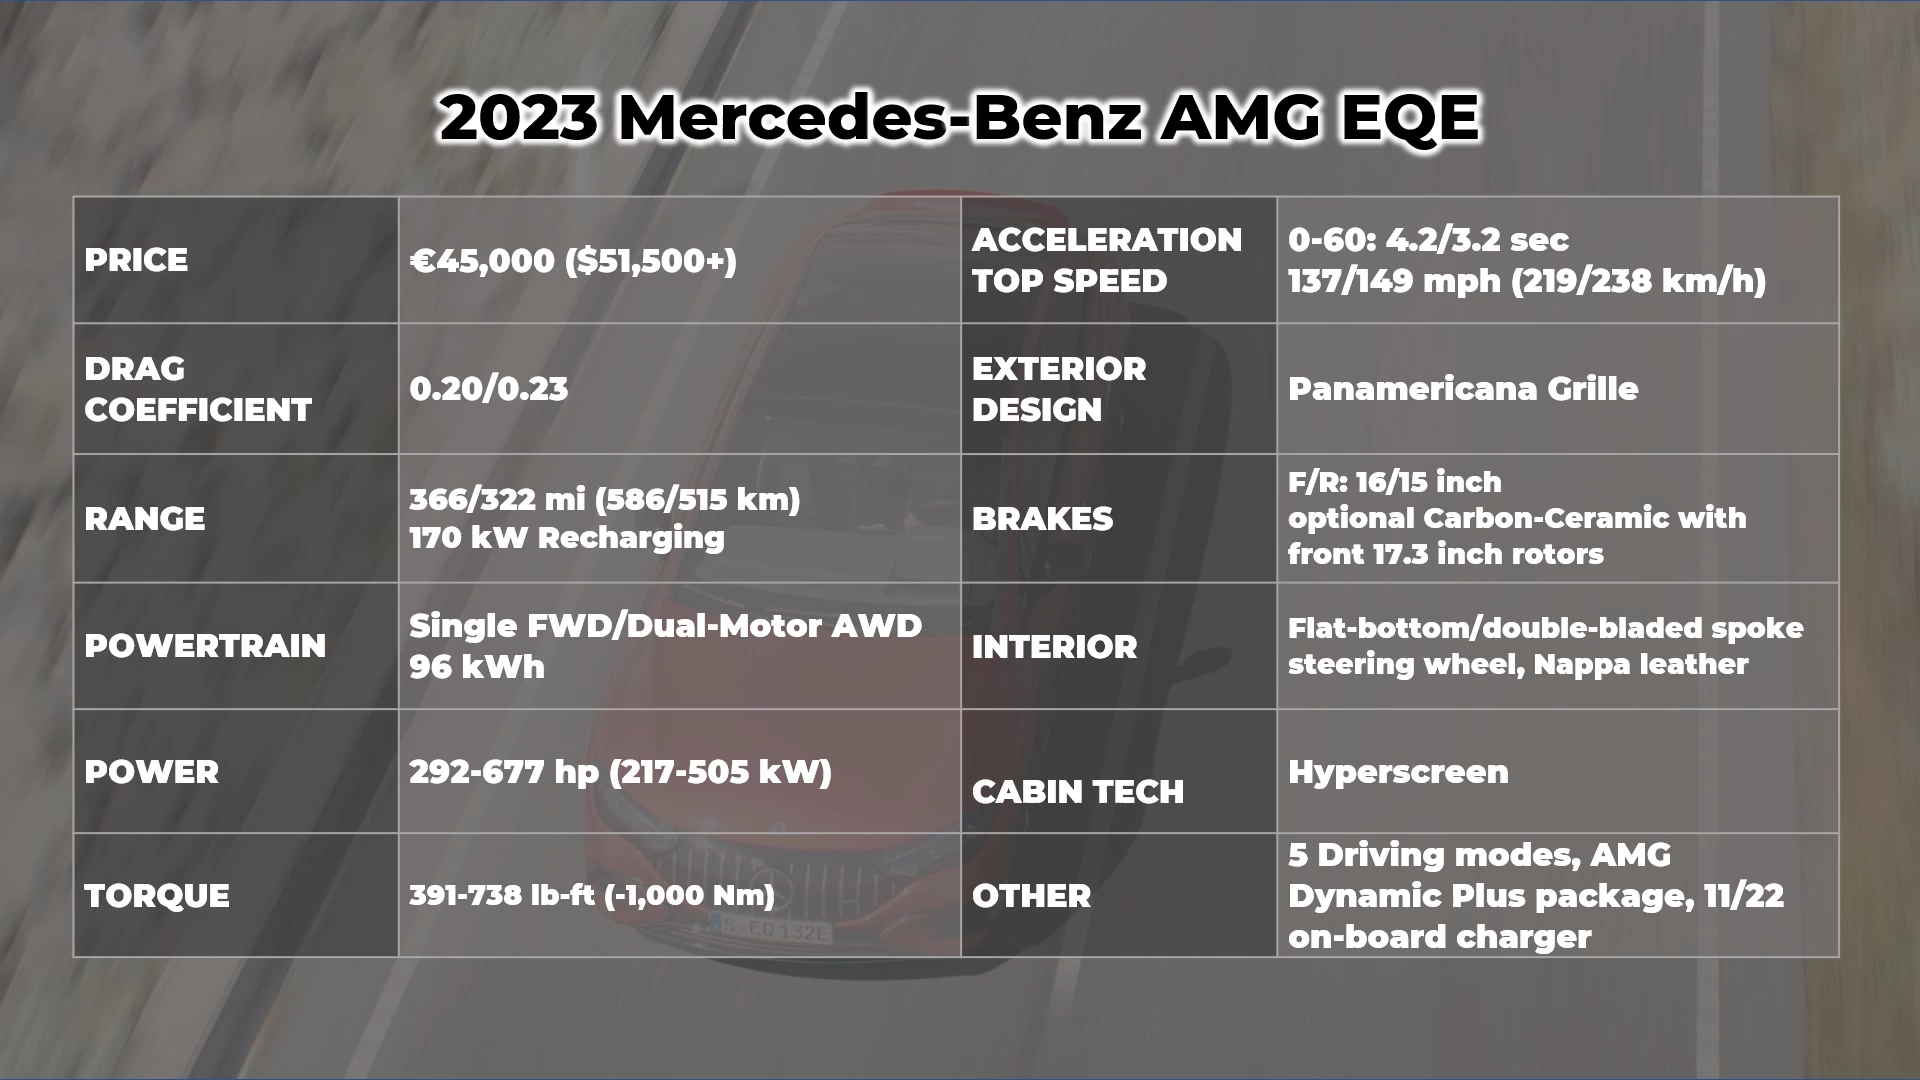 2023 Mercedes-Benz AMG EQE
PRICE
€45,000 ($51,500+)
ACCELERATION
TOP SPEED
0-60: 4.2/3.2 sec
137/149 mph (219/238 km/h)
DRAG
COEFFICIENT
0.20/0.23
EXTERIOR
DESIGN
Panamericana Grille
RANGE
366/322 mi (586/515 km)
170 kW Recharging
BRAKES
F/R: 16/15 inch
optional Carbon-Ceramic with
front 17.3 inch rotors
POWERTRAIN
Single FWD/Dual-Motor AWD
96 kWh
INTERIOR
Flat-bottom/double-bladed spoke
steering wheel, Nappa leather
POWER
292-677 hp (217-505 kW)
CABIN TECH
Hyperscreen
TORQUE
391-738 lb-ft (-1,000 Nm)
OTHER
5 Driving modes, AMG
Dynamic Plus package, 11/22
on-board charger
S EQ 132E